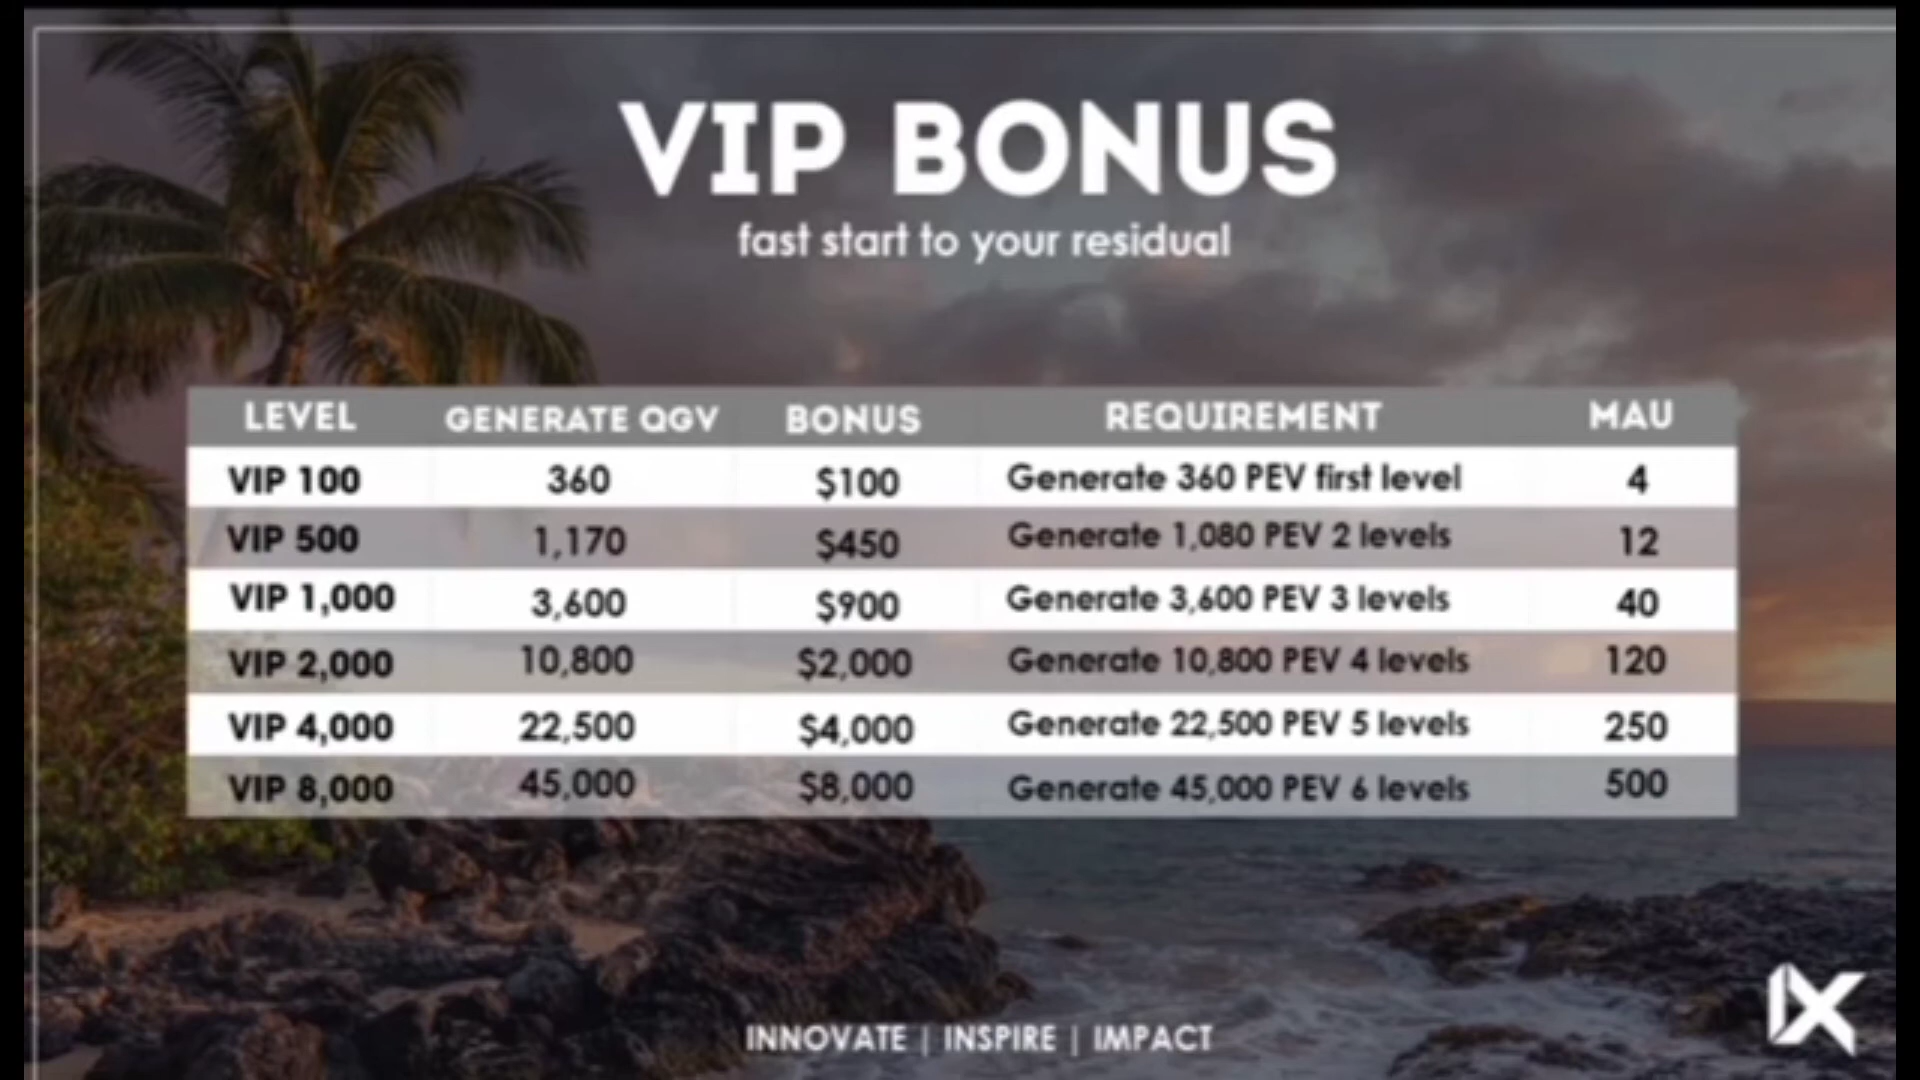 VIP BONUS
fast start to your residual
LEVEL GENERATE QGV BONUS REQUIREMENT MAU
VIP 100 360 $100 Generate 360 PEV first level 4
VIP 500 1,170 $450 Generate 1,080 PEV 2 levels 12
VIP 1,000 3,600 $900 Generate 3,600 PEV 3 levels 40
VIP 2,000 10,800 $2,000 Generate 10,800 PEV 4 levels 120
VIP 4,000 22,500 $4,000 Generate 22,500 PEV 5 levels 250
VIP 8,000 45,000 $8,000 Generate 45,000 PEV 6 levels 500
INNOVATE | INSPIRE | IMPACT
IX